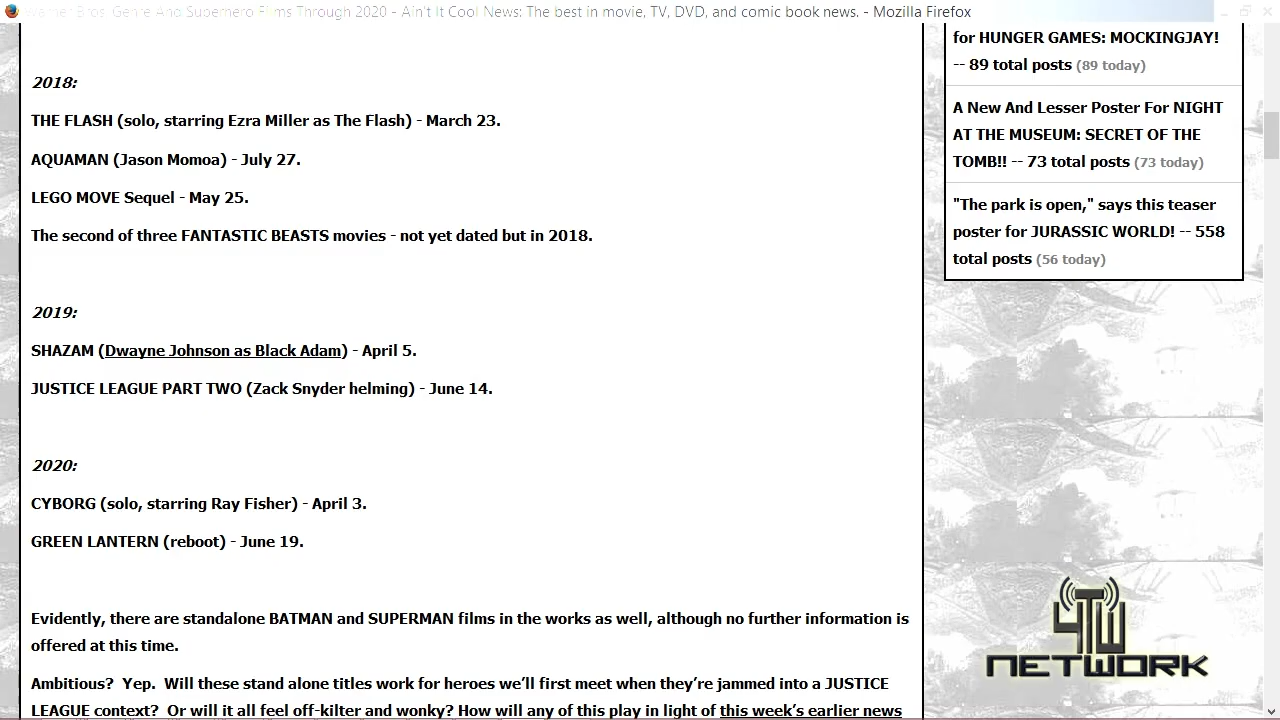 Warner Bros. Genre And Superhero Films Through 2020 - Ain't It Cool News: The best in movie, TV, DVD, and comic book news. - Mozilla Firefox
2018:
THE FLASH (solo, starring Ezra Miller as The Flash) - March 23.
AQUAMAN (Jason Momoa) - July 27.
LEGO MOVE Sequel - May 25.
The second of three FANTASTIC BEASTS movies - not yet dated but in 2018.
2019:
SHAZAM (Dwayne Johnson as Black Adam) - April 5.
JUSTICE LEAGUE PART TWO (Zack Snyder helming) - June 14.
2020:
CYBORG (solo, starring Ray Fisher) - April 3.
GREEN LANTERN (reboot) - June 19.
Evidently, there are standalone BATMAN and SUPERMAN films in the works as well, although no further information is
offered at this time.
Ambitious?  Yep.  Will these stand alone titles work for heroes we'll first meet when they're jammed into a JUSTICE
LEAGUE context?  Or will it all feel off-kilter and wonky? How will any of this play in light of this week's earlier news
for HUNGER GAMES: MOCKINGJAY!
-- 89 total posts (89 today)
A New And Lesser Poster For NIGHT
AT THE MUSEUM: SECRET OF THE
TOMB!! -- 73 total posts (73 today)
"The park is open," says this teaser
poster for JURASSIC WORLD! -- 558
total posts (56 today)
4TW
NETWORK